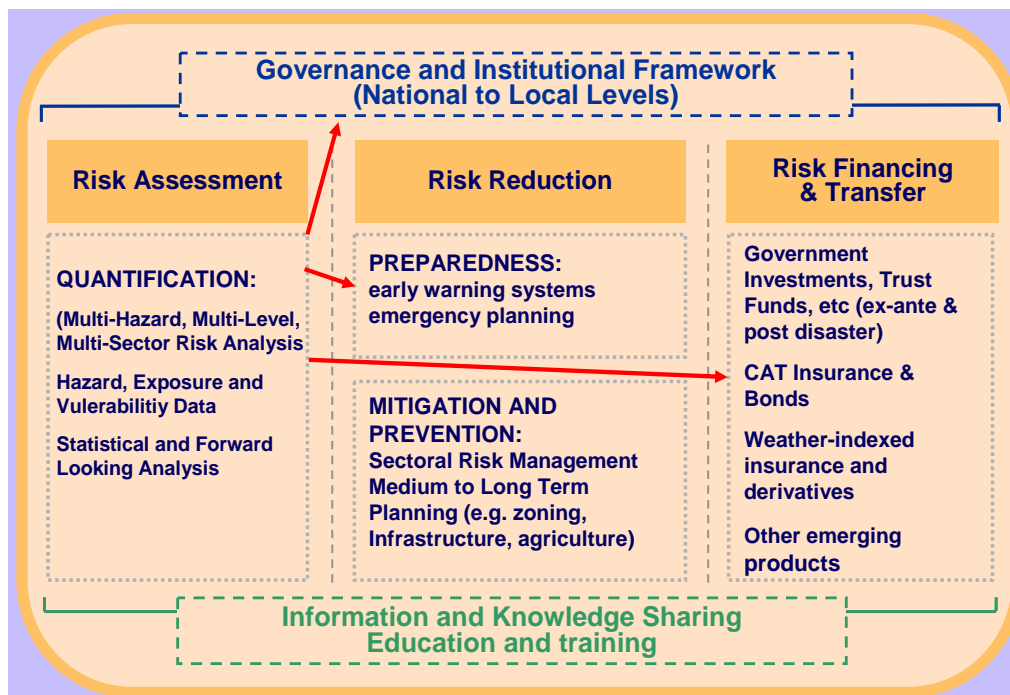 Governance and Institutional Framework
(National to Local Levels)
Risk Assessment
QUANTIFICATION:
(Multi-Hazard, Multi-Level,
Multi-Sector Risk Analysis
Hazard, Exposure and
Vulerabilitiy Data
Statistical and Forward
Looking Analysis
Risk Reduction
PREPAREDNESS:
early warning systems
emergency planning
MITIGATION AND
PREVENTION:
Sectoral Risk Management
Medium to Long Term
Planning (e.g. zoning,
Infrastructure, agriculture)
Risk Financing
& Transfer
Government
Investments, Trust
Funds, etc (ex-ante &
post disaster)
CAT Insurance &
Bonds
Weather-indexed
insurance and
derivatives
Other emerging
products
Information and Knowledge Sharing
Education and training